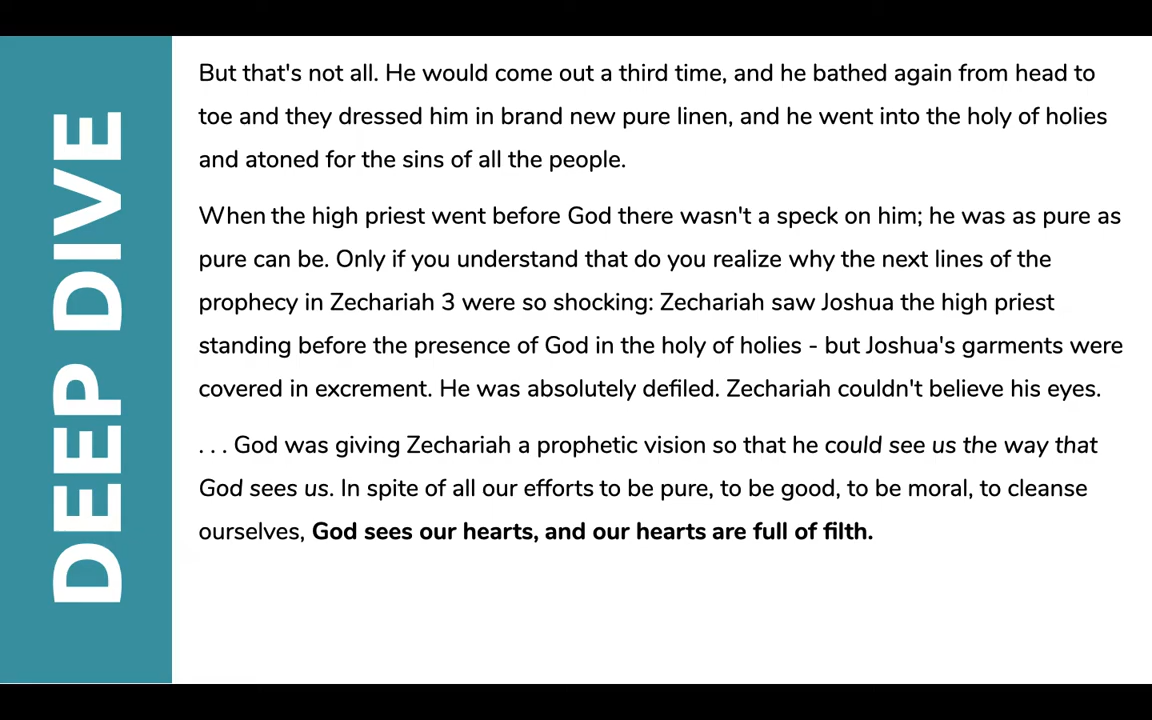 DEEP DIVE
But that's not all. He would come out a third time, and he bathed again from head to
toe and they dressed him in brand new pure linen, and he went into the holy of holies
and atoned for the sins of all the people.
When the high priest went before God there wasn't a speck on him; he was as pure as
pure can be. Only if you understand that do you realize why the next lines of the
prophecy in Zechariah 3 were so shocking: Zechariah saw Joshua the high priest
standing before the presence of God in the holy of holies - but Joshua's garments were
covered in excrement. He was absolutely defiled. Zechariah couldn't believe his eyes.
. . . God was giving Zechariah a prophetic vision so that he could see us the way that
God sees us. In spite of all our efforts to be pure, to be good, to be moral, to cleanse
ourselves, God sees our hearts, and our hearts are full of filth.